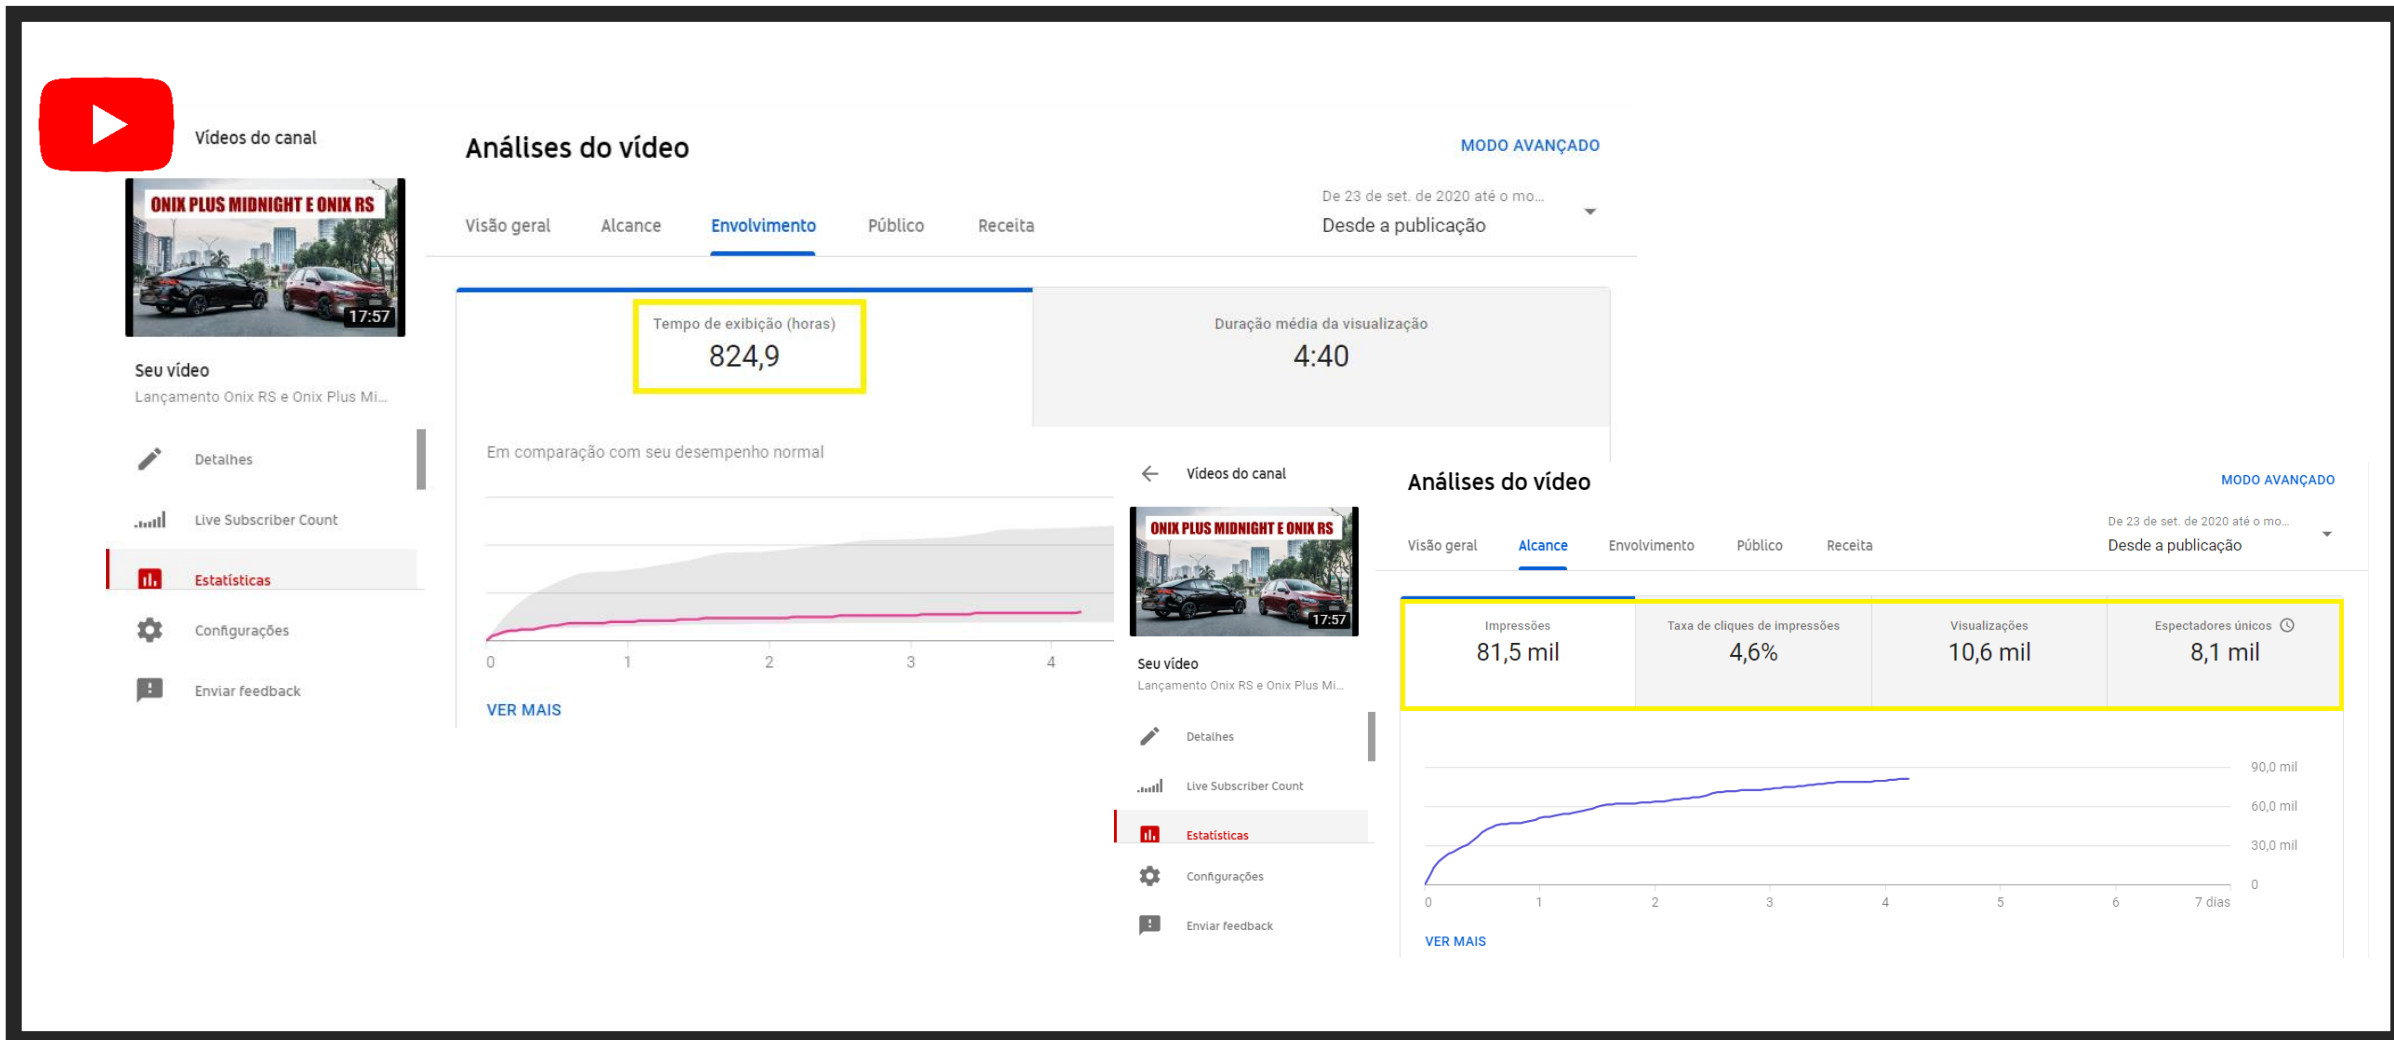 Vídeos do canal
ONIX PLUS MIDNIGHT E ONIX RS
17:57
Seu vídeo
Lançamento Onix RS e Onix Plus Mi...
Detalhes
Live Subscriber Count
Estatísticas
Configurações
Enviar feedback
Análises do vídeo
MODO AVANÇADO
De 23 de set. de 2020 até o mo...
Desde a publicação
Visão geral
Alcance
Envolvimento
Público
Receita
Tempo de exibição (horas)
824,9
Duração média da visualização
4:40
Em comparação com seu desempenho normal
0 1 2 3 4
VER MAIS
Vídeos do canal
ONIX PLUS MIDNIGHT E ONIX RS
17:57
Seu vídeo
Lançamento Onix RS e Onix Plus Mi...
Detalhes
Live Subscriber Count
Estatísticas
Configurações
Enviar feedback
Análises do vídeo
MODO AVANÇADO
De 23 de set. de 2020 até o mo...
Desde a publicação
Visão geral
Alcance
Envolvimento
Público
Receita
Impressões
81,5 mil
Taxa de cliques de impressões
4,6%
Visualizações
10,6 mil
Espectadores únicos
8,1 mil
90,0 mil
60,0 mil
30,0 mil
0
0 1 2 3 4 5 6 7 dias
VER MAIS